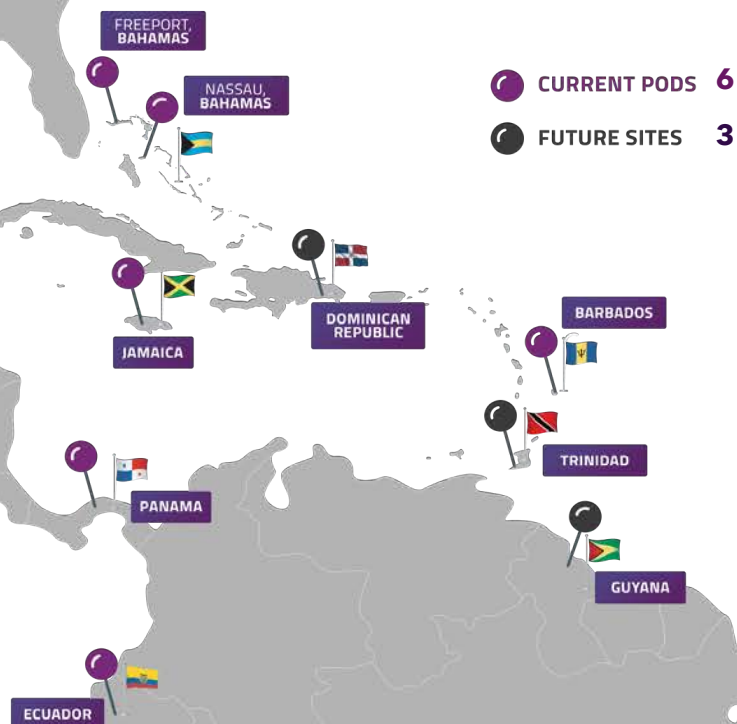 FREEPORT,
BAHAMAS
NASSAU,
BAHAMAS
CURRENT PODS 6
FUTURE SITES 3
DOMINICAN
REPUBLIC
BARBADOS
JAMAICA
TRINIDAD
PANAMA
GUYANA
ECUADOR